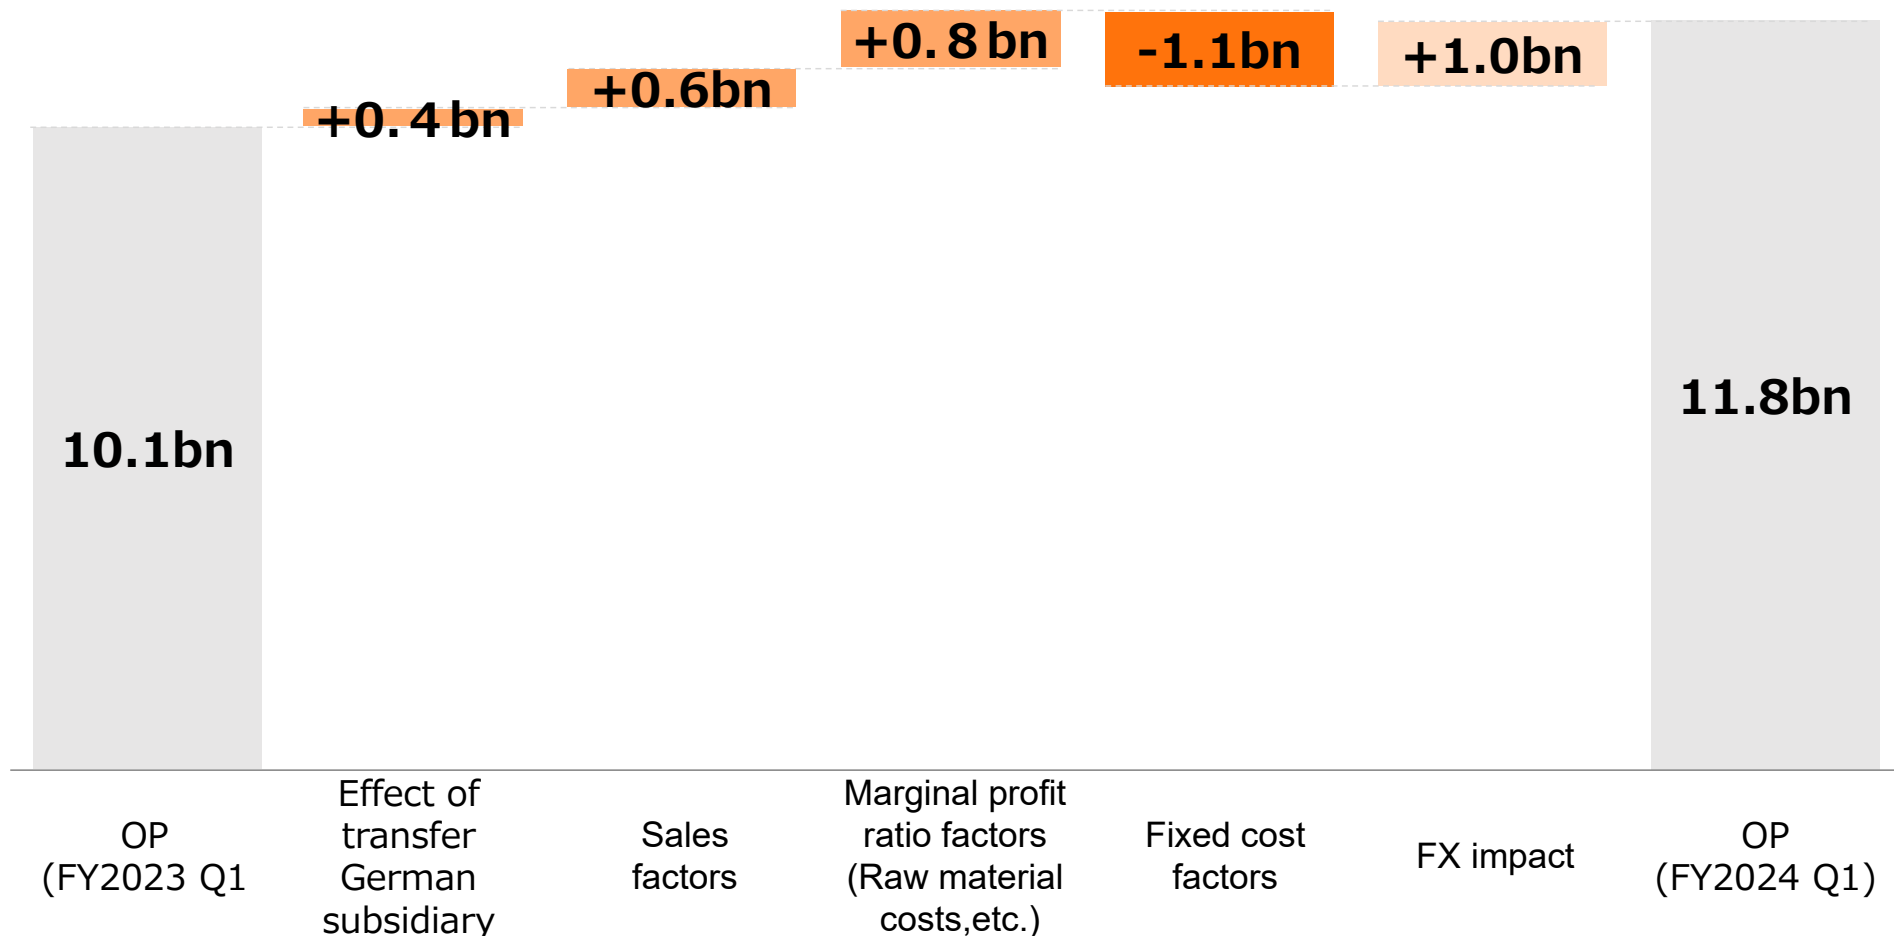 +0.8bn
-1.1bn
+1.0bn
+0.6bn
+0.4bn
10.1bn
11.8bn
OP
(FY2023 Q1
Effect of
transfer
German
subsidiary
Sales
factors
Marginal profit
ratio factors
(Raw material
costs,etc.)
Fixed cost
factors
FX impact
OP
(FY2024 Q1)